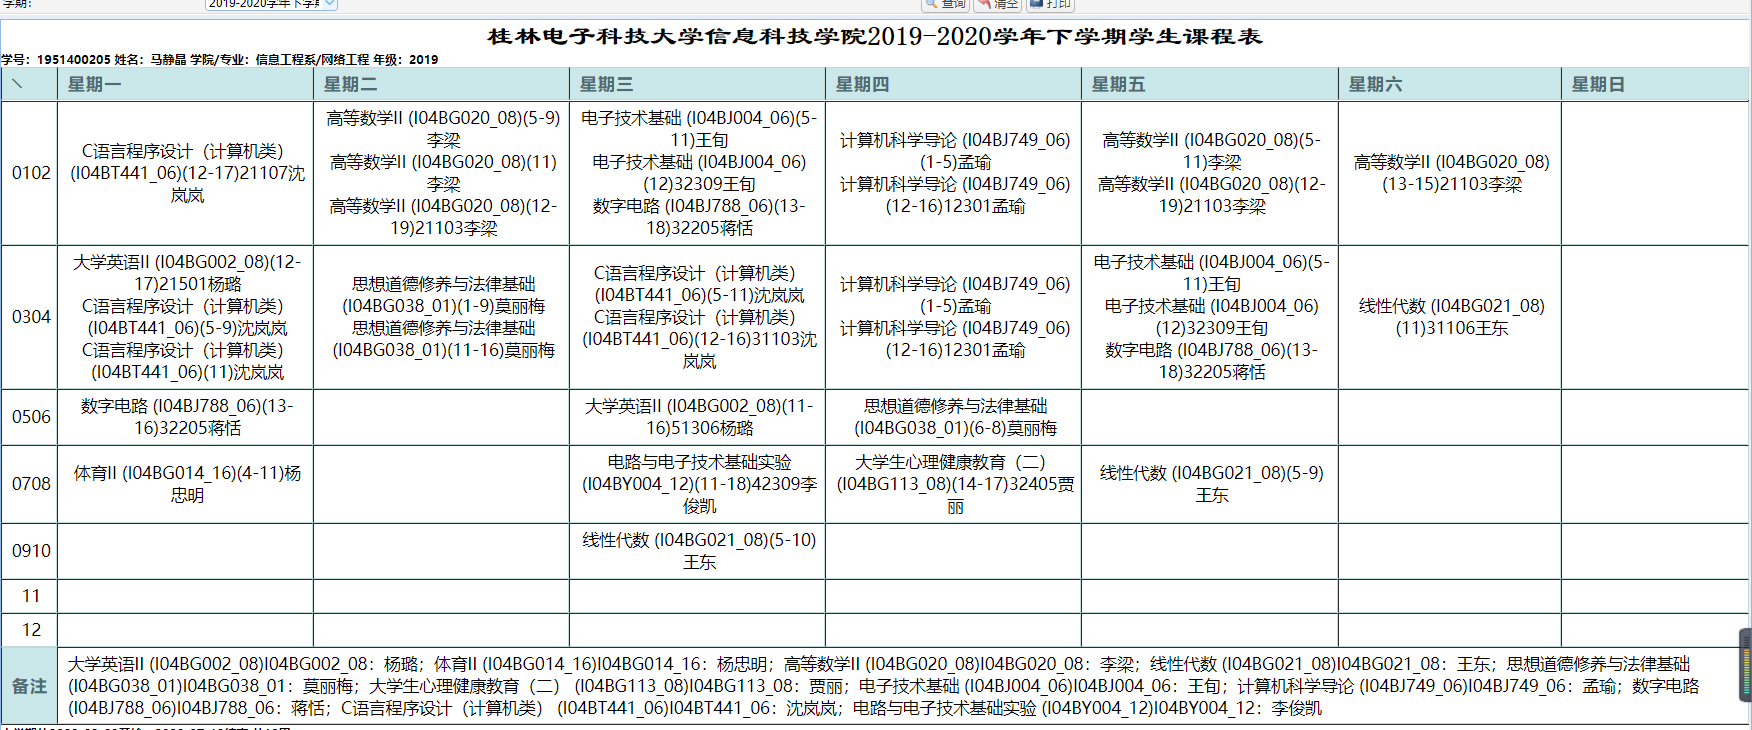 学期:
2019-2020学年下学期
查询
清空
打印
桂林电子科技大学信息科技学院2019-2020学年下学期学生课程表
学号：1951400205 姓名：马静晶 学院/专业：信息工程系/网络工程 年级：2019
星期一 星期二 星期三 星期四 星期五 星期六 星期日
0102
C语言程序设计（计算机类）
(I04BT441_06)(12-17)21107沈
岚岚
高等数学II (I04BG020_08)(5-9)
李梁
高等数学II (I04BG020_08)(11)
李梁
高等数学II (I04BG020_08)(12-
19)21103李梁
电子技术基础 (I04BJ004_06)(5-
11)王旬
电子技术基础 (I04BJ004_06)
(12)32309王旬
数字电路 (I04BJ788_06)(13-
18)32205蒋恬
计算机科学导论 (I04BJ749_06)
(1-5)孟瑜
计算机科学导论 (I04BJ749_06)
(12-16)12301孟瑜
高等数学II (I04BG020_08)(5-
11)李梁
高等数学II (I04BG020_08)(12-
19)21103李梁
高等数学II (I04BG020_08)
(13-15)21103李梁
0304
大学英语II (I04BG002_08)(12-
17)21501杨璐
C语言程序设计（计算机类）
(I04BT441_06)(5-9)沈岚岚
C语言程序设计（计算机类）
(I04BT441_06)(11)沈岚岚
思想道德修养与法律基础
(I04BG038_01)(1-9)莫丽梅
思想道德修养与法律基础
(I04BG038_01)(11-16)莫丽梅
C语言程序设计（计算机类）
(I04BT441_06)(5-11)沈岚岚
C语言程序设计（计算机类）
(I04BT441_06)(12-16)31103沈
岚岚
计算机科学导论 (I04BJ749_06)
(1-5)孟瑜
计算机科学导论 (I04BJ749_06)
(12-16)12301孟瑜
电子技术基础 (I04BJ004_06)(5-
11)王旬
电子技术基础 (I04BJ004_06)
(12)32309王旬
数字电路 (I04BJ788_06)(13-
18)32205蒋恬
线性代数 (I04BG021_08)
(11)31106王东
0506
数字电路 (I04BJ788_06)(13-
16)32205蒋恬
大学英语II (I04BG002_08)(11-
16)51306杨璐
思想道德修养与法律基础
(I04BG038_01)(6-8)莫丽梅
0708
体育II (I04BG014_16)(4-11)杨
忠明
电路与电子技术基础实验
(I04BY004_12)(11-18)42309李
俊凯
大学生心理健康教育（二）
(I04BG113_08)(14-17)32405贾
丽
线性代数 (I04BG021_08)(5-9)
王东
0910
线性代数 (I04BG021_08)(5-10)
王东
11
12
备注
大学英语II (I04BG002_08)I04BG002_08：杨璐；体育II (I04BG014_16)I04BG014_16：杨忠明；高等数学II (I04BG020_08)I04BG020_08：李梁；线性代数 (I04BG021_08)I04BG021_08：王东；思想道德修养与法律基础
(I04BG038_01)I04BG038_01：莫丽梅；大学生心理健康教育（二） (I04BG113_08)I04BG113_08：贾丽；电子技术基础 (I04BJ004_06)I04BJ004_06：王旬；计算机科学导论 (I04BJ749_06)I04BJ749_06：孟瑜；数字电路
(I04BJ788_06)I04BJ788_06：蒋恬；C语言程序设计（计算机类） (I04BT441_06)I04BT441_06：沈岚岚；电路与电子技术基础实验 (I04BY004_12)I04BY004_12：李俊凯